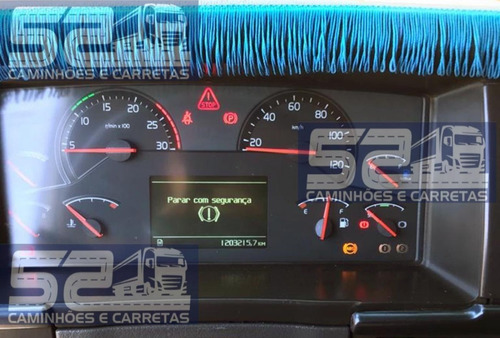 52
CAMINHÕES E CARRETAS
STOP
5 10 15 20 25 30
r/min x 100
20 40 60 80 100 120
km/h
52
CAMINHÕES E CARRETAS
Parar com segurança
E F
1203215,7 KM
52
CAMINHÕES E CARRETAS